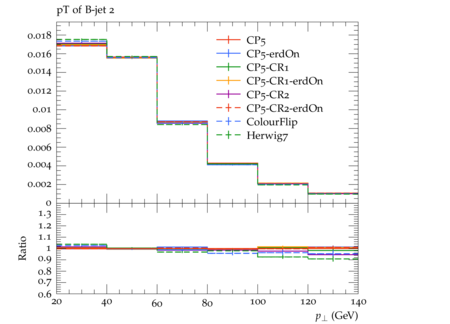 pT of B-jet 2
0.018
0.016
0.014
0.012
0.01
0.008
0.006
0.004
0.002
0
CP5
CP5-erdOn
CP5-CR1
CP5-CR1-erdOn
CP5-CR2
CP5-CR2-erdOn
ColourFlip
Herwig7
Ratio
1.3
1.2
1.1
1
0.9
0.8
0.7
0.6
20 40 60 80 100 120 140
p⊥ (GeV)